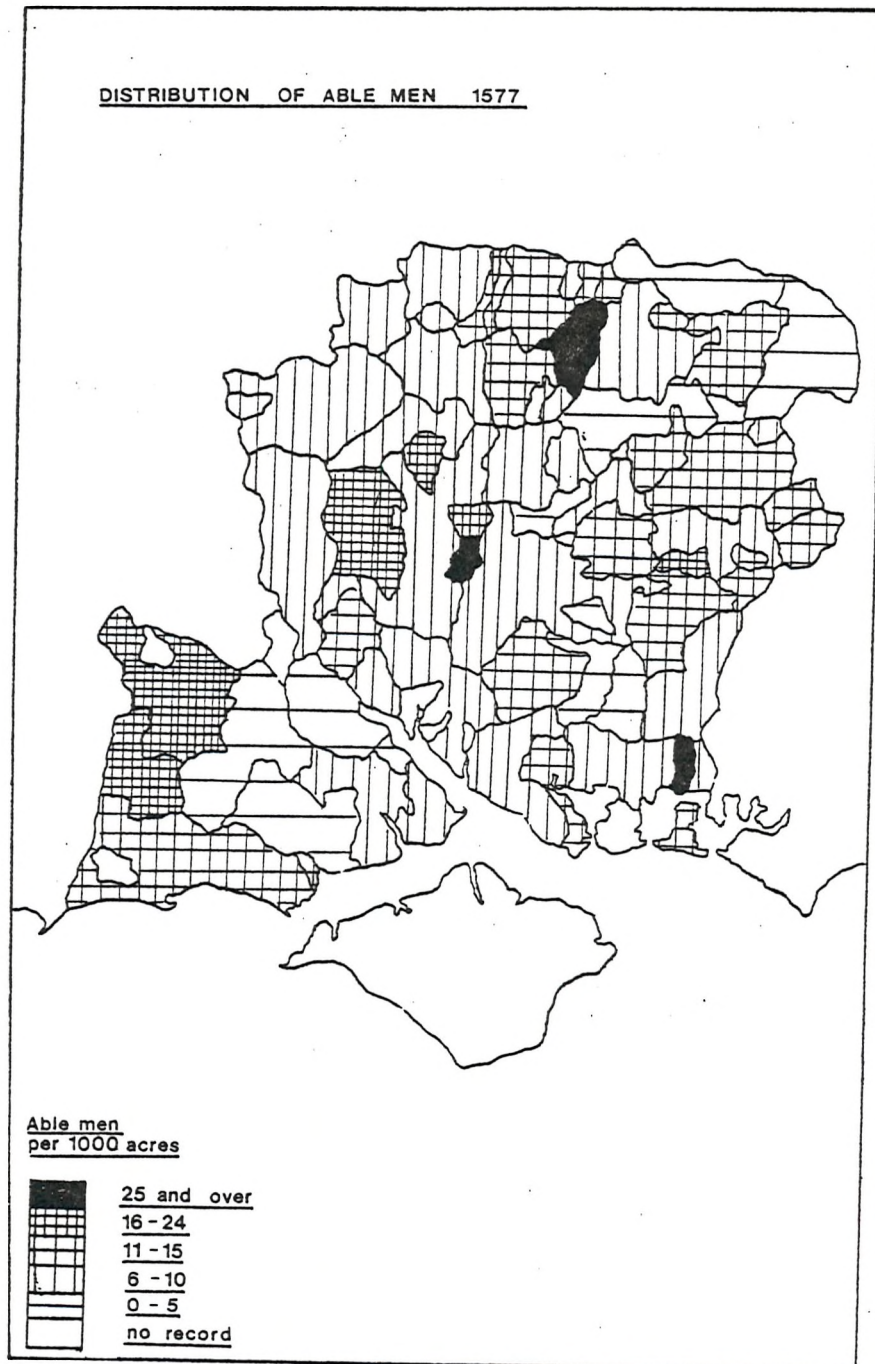 DISTRIBUTION OF ABLE MEN 1577
Able men
per 1000 acres
25 and over
16 - 24
11 - 15
6 - 10
0 - 5
no record